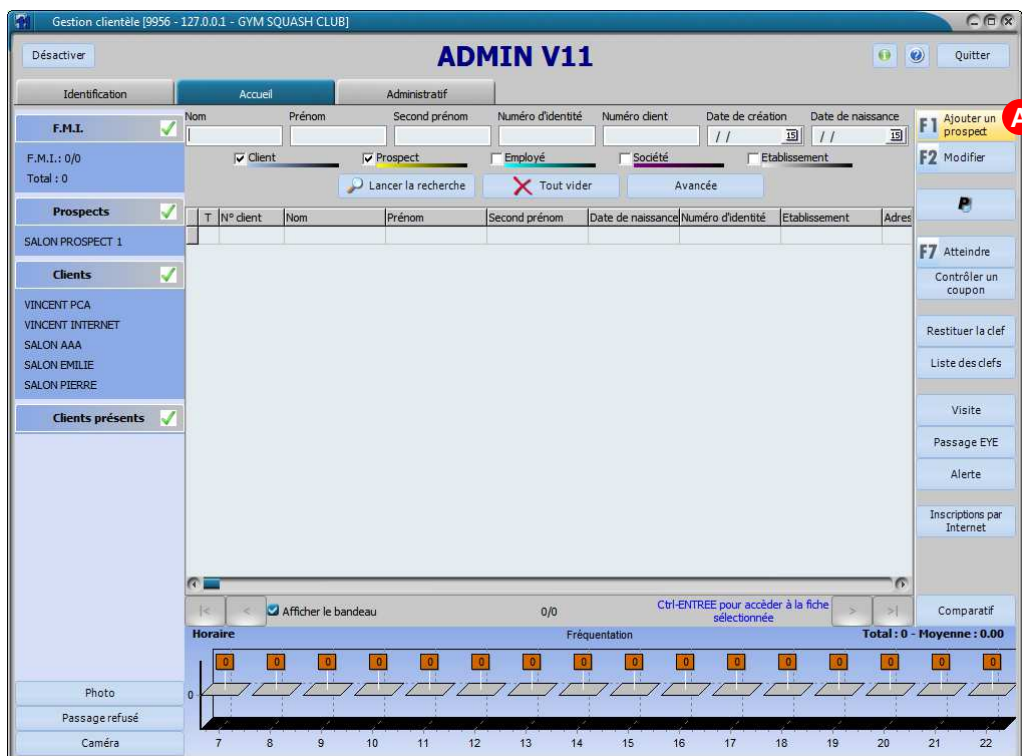 Gestion clientèle [9956 - 127.0.0.1 - GYM SQUASH CLUB]
Désactiver
ADMIN V11
Quitter
Identification
Accueil
Administratif
F.M.I.
F.M.I.: 0/0
Total : 0
Prospects
SALON PROSPECT 1
Clients
VINCENT PCA
VINCENT INTERNET
SALON AAA
SALON EMILIE
SALON PIERRE
Clients présents
Photo
Passage refusé
Caméra
Nom Prénom Second prénom Numéro d'identité Numéro client Date de création Date de naissance
/ / 15 / / 15
Client Prospect Employé Société Etablissement
Lancer la recherche Tout vider Avancée
T N° client Nom Prénom Second prénom Date de naissance Numéro d'identité Etablissement Adres
|< < Afficher le bandeau 0/0 Ctrl-ENTREE pour accèder à la fiche
sélectionnée > >|
F1 Ajouter un
prospect
A
F2 Modifier
F7 Atteindre
Contrôler un
coupon
Restituer la clef
Liste des clefs
Visite
Passage EYE
Alerte
Inscriptions par
Internet
Comparatif
Horaire Fréquentation Total : 0 - Moyenne : 0.00
0 0 0 0 0 0 0 0 0 0 0 0 0 0 0 0
0
7 8 9 10 11 12 13 14 15 16 17 18 19 20 21 22